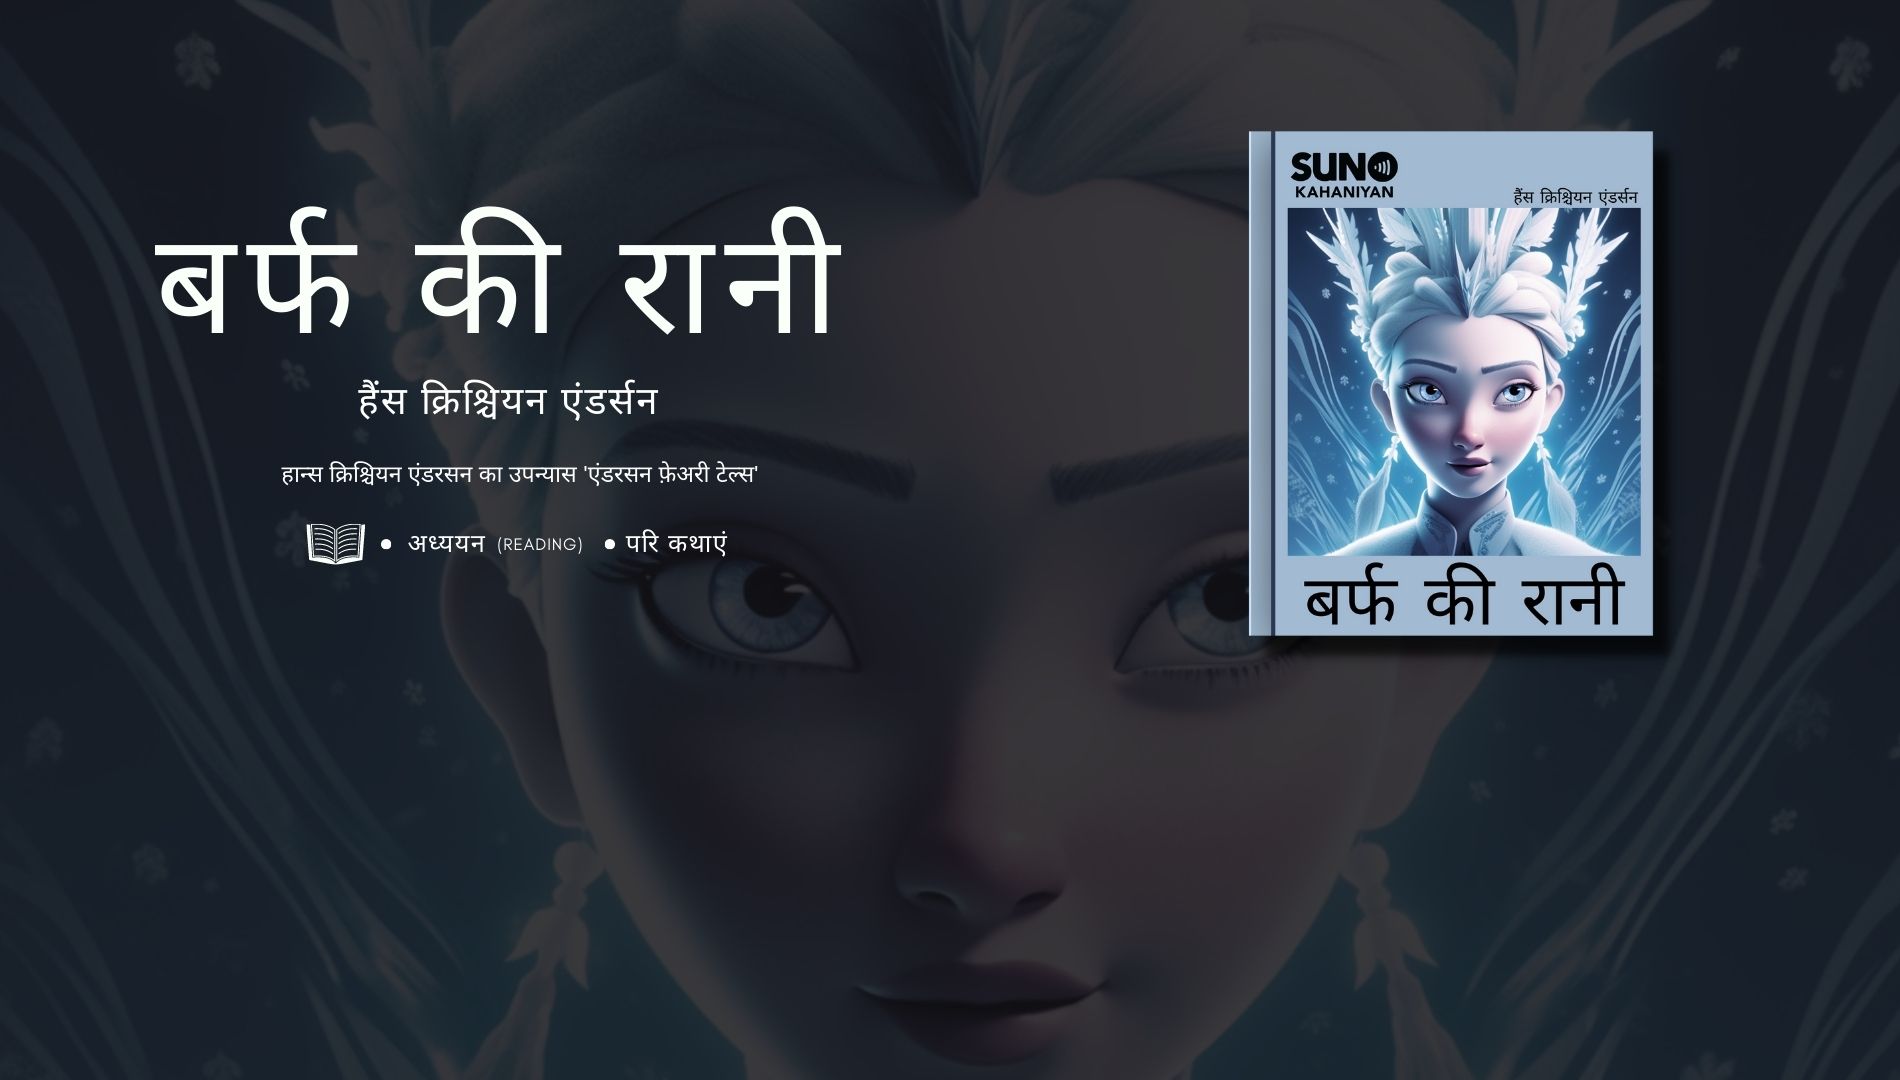 बर्फ की रानी
हैंस क्रिश्चियन एंडर्सन
हान्स क्रिश्चियन एंडरसन का उपन्यास 'एंडरसन फ़ेअरी टेल्स'
• अध्ययन (READING) • परि कथाएं
SUNO
KAHANIYAN
हैंस क्रिश्चियन एंडर्सन
बर्फ की रानी